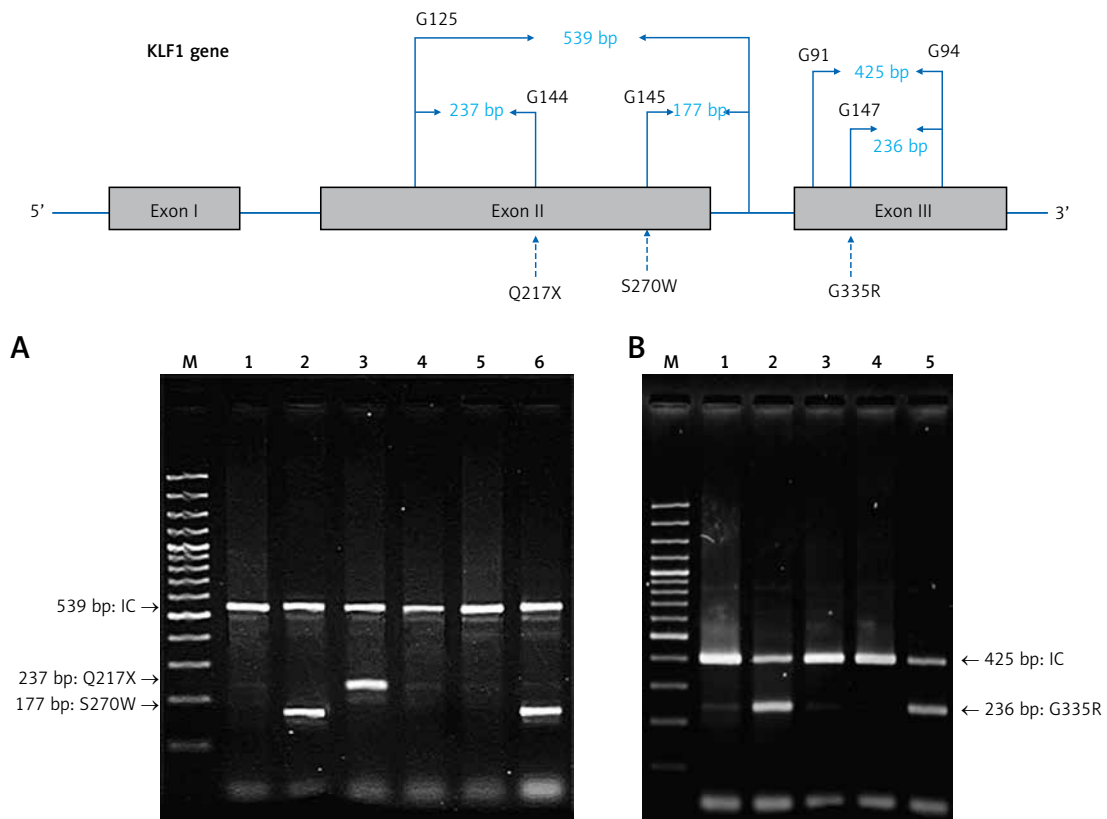 G125
KLF1 gene
539 bp
G91
G94
425 bp
237 bp
G144
G145
177 bp
G147
236 bp
5’
Exon I
Exon II
Exon III
3’
Q217X
S270W
G335R
A
M 1 2 3 4 5 6
539 bp: IC →
237 bp: Q217X →
177 bp: S270W →
B
M 1 2 3 4 5
← 425 bp: IC
← 236 bp: G335R